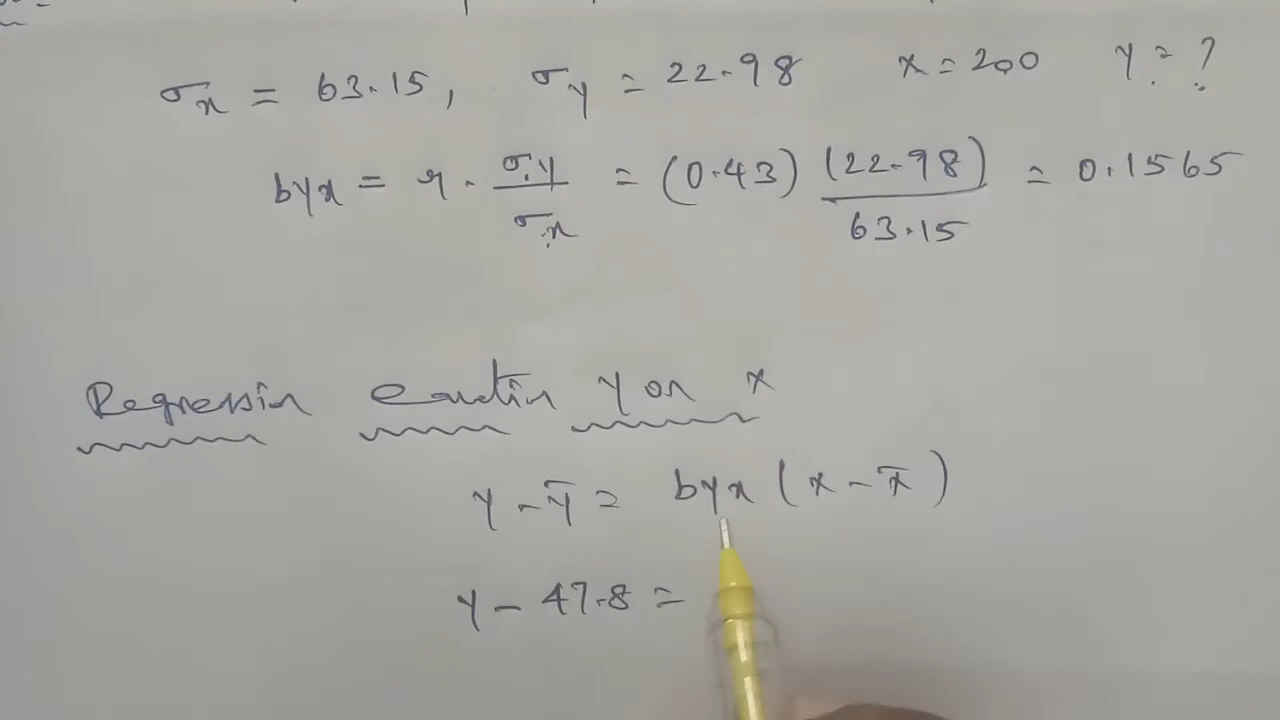 σx = 63.15, σy = 22.98 x = 200 y = ?
byx = r . σy / σx = (0.43) (22.98) / 63.15 = 0.1565
Regression equation y on x
y - ȳ = byx (x - x̄)
y - 47.8 =